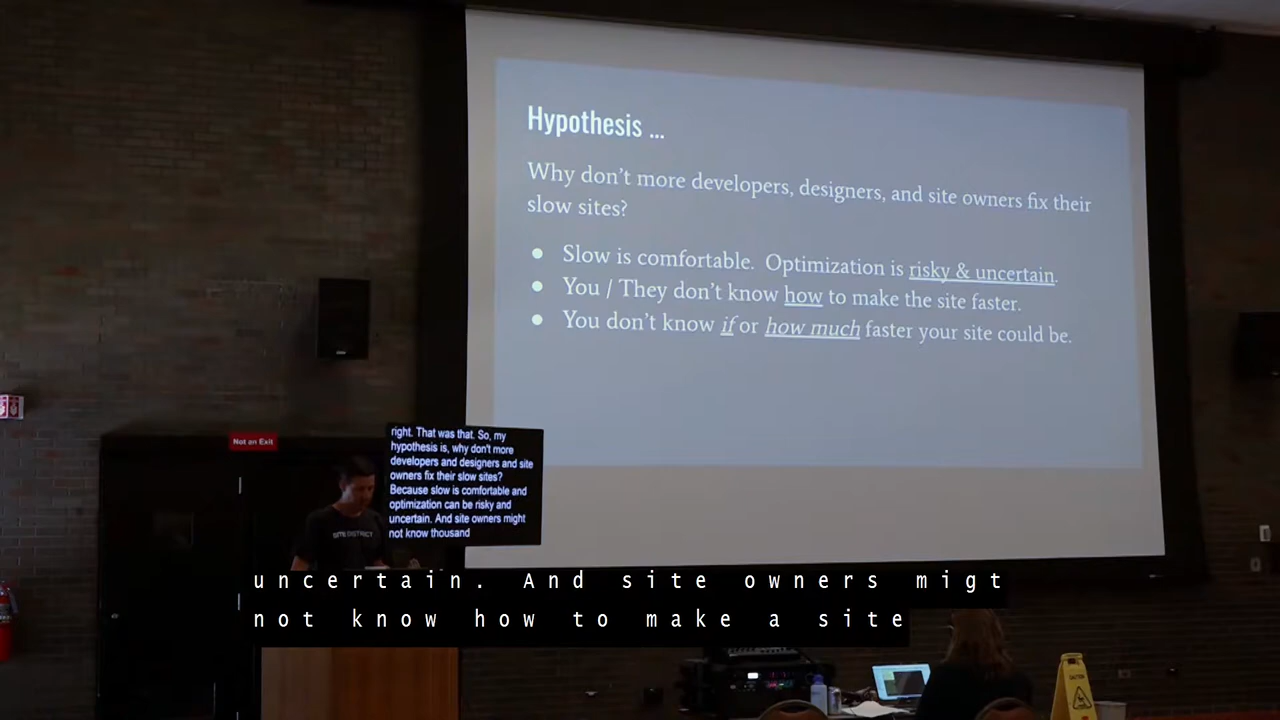 Hypothesis ...
Why don't more developers, designers, and site owners fix their
slow sites?
● Slow is comfortable. Optimization is risky & uncertain.
● You / They don't know how to make the site faster.
● You don't know if or how much faster your site could be.
Not an Exit
right. That was that. So, my
hypothesis is, why don't more
developers and designers and site
owners fix their slow sites?
Because slow is comfortable and
optimization can be risky and
uncertain. And site owners might
not know thousand
SITE DISTRICT
uncertain. And site owners migt
not know how to make a site
CAUTION